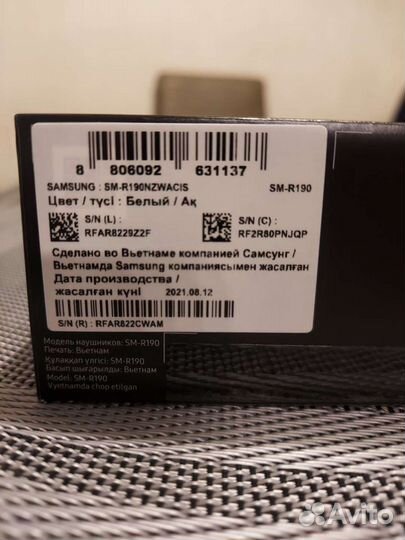 8 806092 631137
SAMSUNG : SM-R190NZWACIS SM-R190
Цвет / түсі : Белый / Ақ
S/N (L) :
RFAR8229Z2F
S/N (C) :
RF2R80PNJQP
Сделано во Вьетнаме компанией Самсунг /
Вьетнамда Samsung компаниясымен жасалған
Дата производства /
жасалған күні 2021.08.12
S/N (R) : RFAR822CWAM
Модель наушников: SM-R190
Печать: Вьетнам
Құлаққап үлгісі: SM-R190
Басып шығарылды: Вьетнам
Model: SM-R190
Vyetnamda chop etilgan
Avito